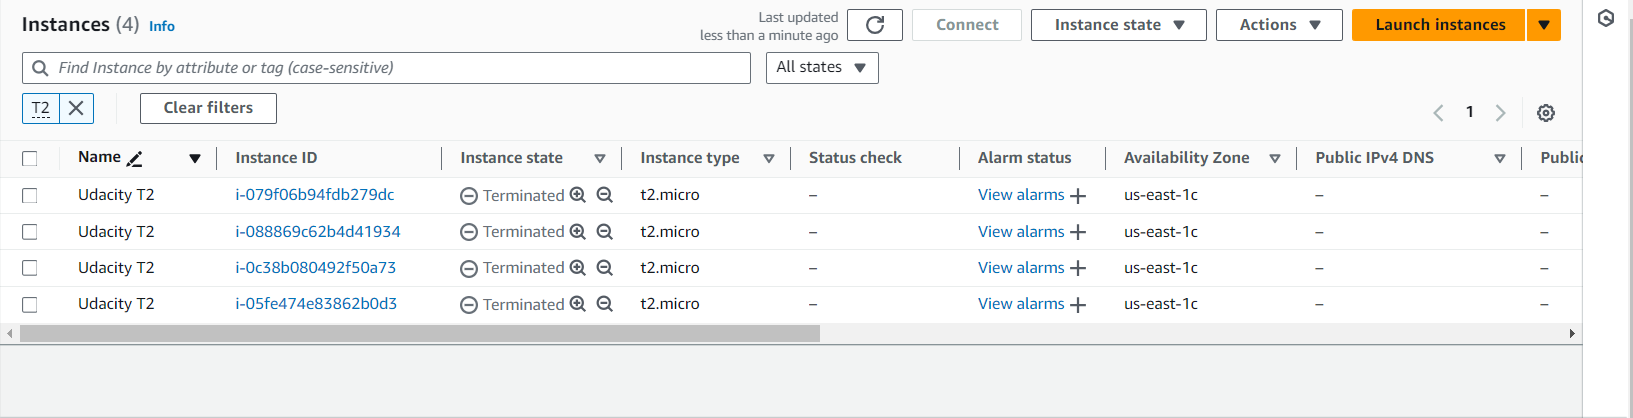 Instances (4) Info
Last updated
less than a minute ago
Connect
Instance state
Actions
Launch instances
Find Instance by attribute or tag (case-sensitive)
All states
T2
Clear filters
1
Name Instance ID Instance state Instance type Status check Alarm status Availability Zone Public IPv4 DNS Public
Udacity T2 i-079f06b94fdb279dc Terminated t2.micro – View alarms + us-east-1c – –
Udacity T2 i-088869c62b4d41934 Terminated t2.micro – View alarms + us-east-1c – –
Udacity T2 i-0c38b080492f50a73 Terminated t2.micro – View alarms + us-east-1c – –
Udacity T2 i-05fe474e83862b0d3 Terminated t2.micro – View alarms + us-east-1c – –